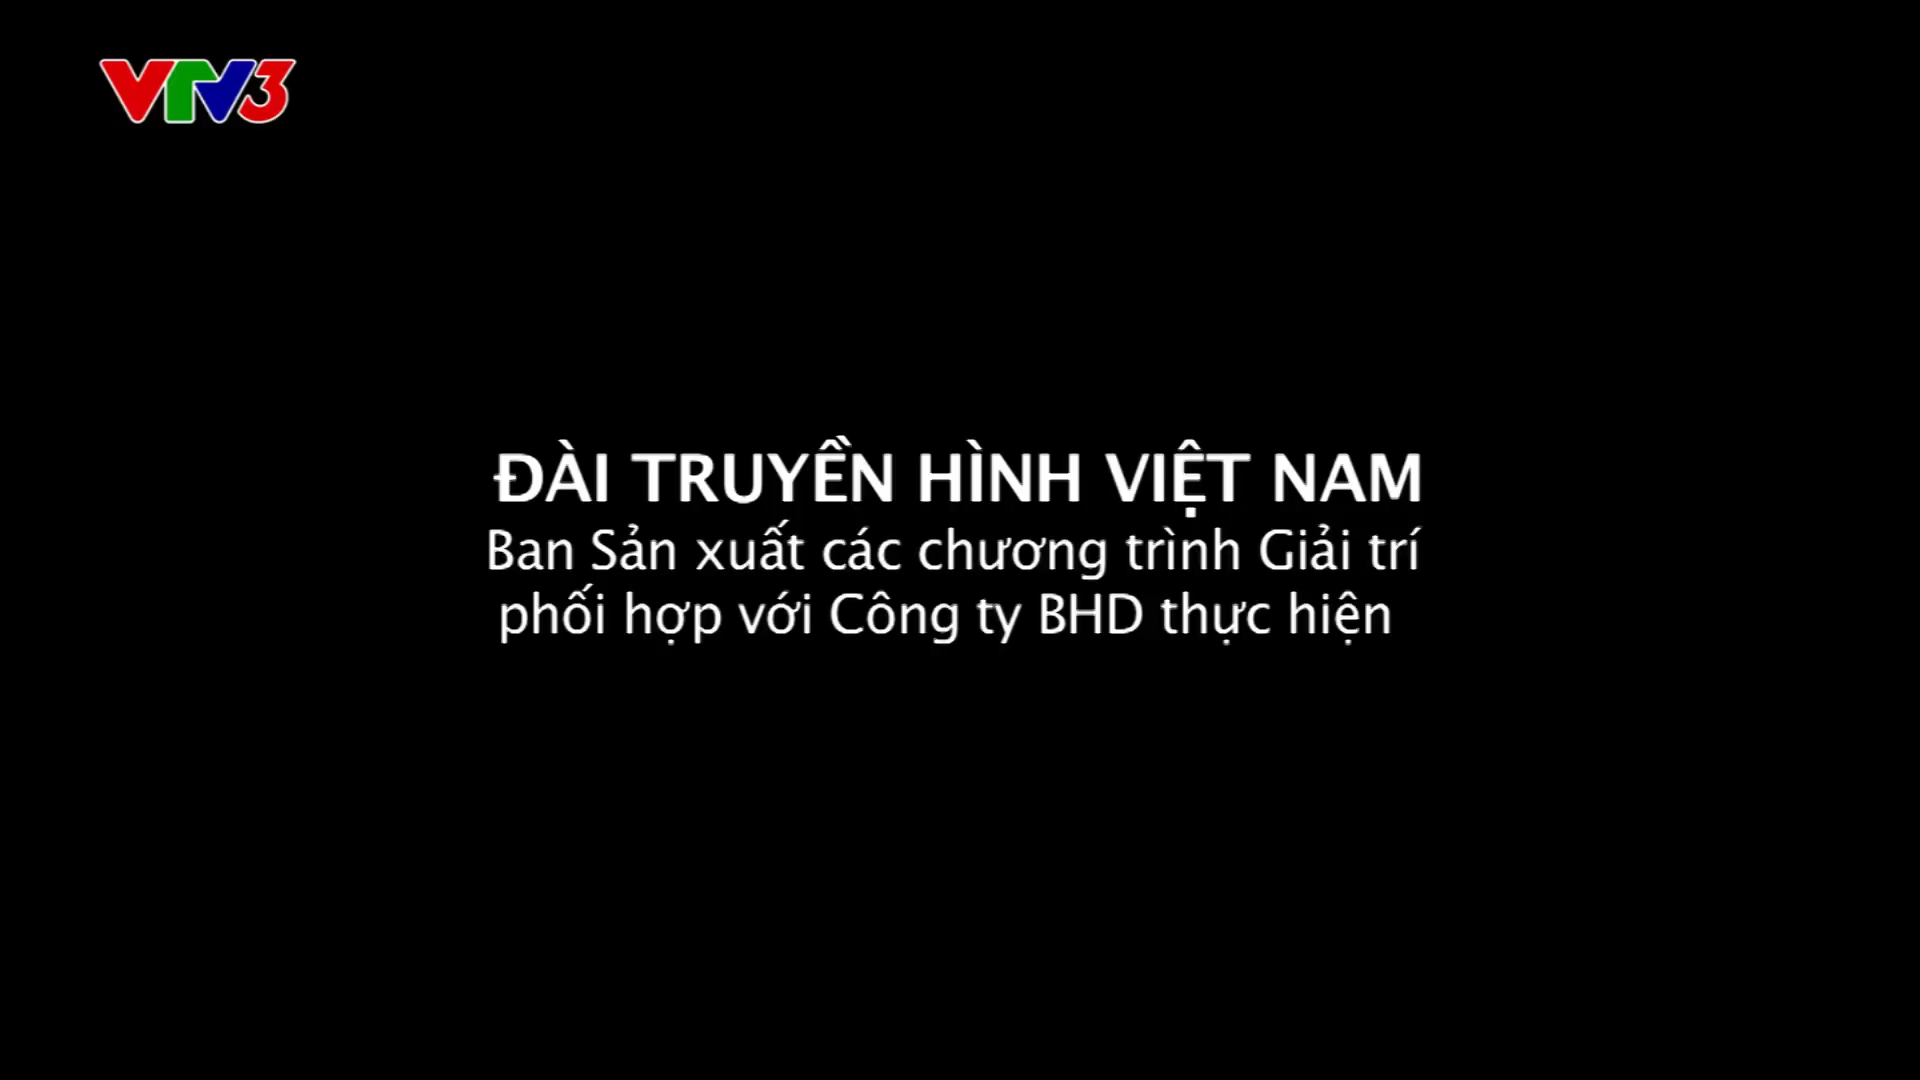 VTV3
ĐÀI TRUYỀN HÌNH VIỆT NAM
Ban Sản xuất các chương trình Giải trí
phối hợp với Công ty BHD thực hiện